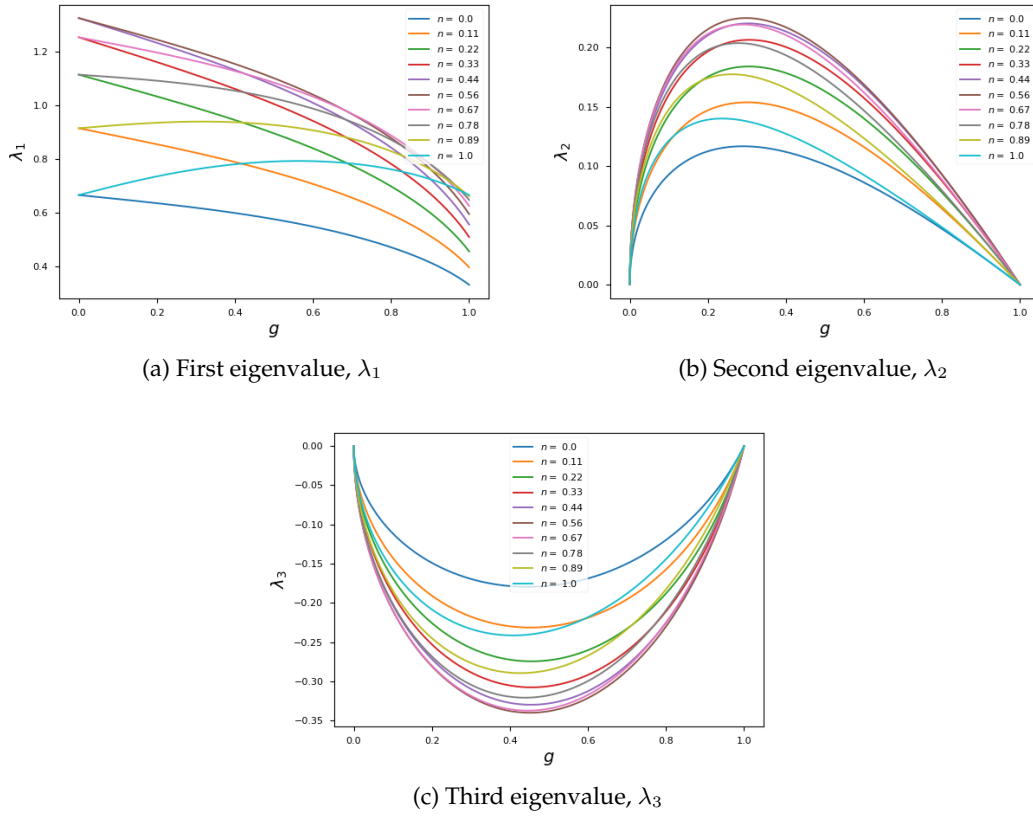 n = 0.0
n = 0.11
n = 0.22
n = 0.33
n = 0.44
n = 0.56
n = 0.67
n = 0.78
n = 0.89
n = 1.0
λ1
1.2
1.0
0.8
0.6
0.4
0.0 0.2 0.4 0.6 0.8 1.0
g
(a) First eigenvalue, λ1
n = 0.0
n = 0.11
n = 0.22
n = 0.33
n = 0.44
n = 0.56
n = 0.67
n = 0.78
n = 0.89
n = 1.0
λ2
0.20
0.15
0.10
0.05
0.00
0.0 0.2 0.4 0.6 0.8 1.0
g
(b) Second eigenvalue, λ2
n = 0.0
n = 0.11
n = 0.22
n = 0.33
n = 0.44
n = 0.56
n = 0.67
n = 0.78
n = 0.89
n = 1.0
λ3
0.00
−0.05
−0.10
−0.15
−0.20
−0.25
−0.30
−0.35
0.0 0.2 0.4 0.6 0.8 1.0
g
(c) Third eigenvalue, λ3